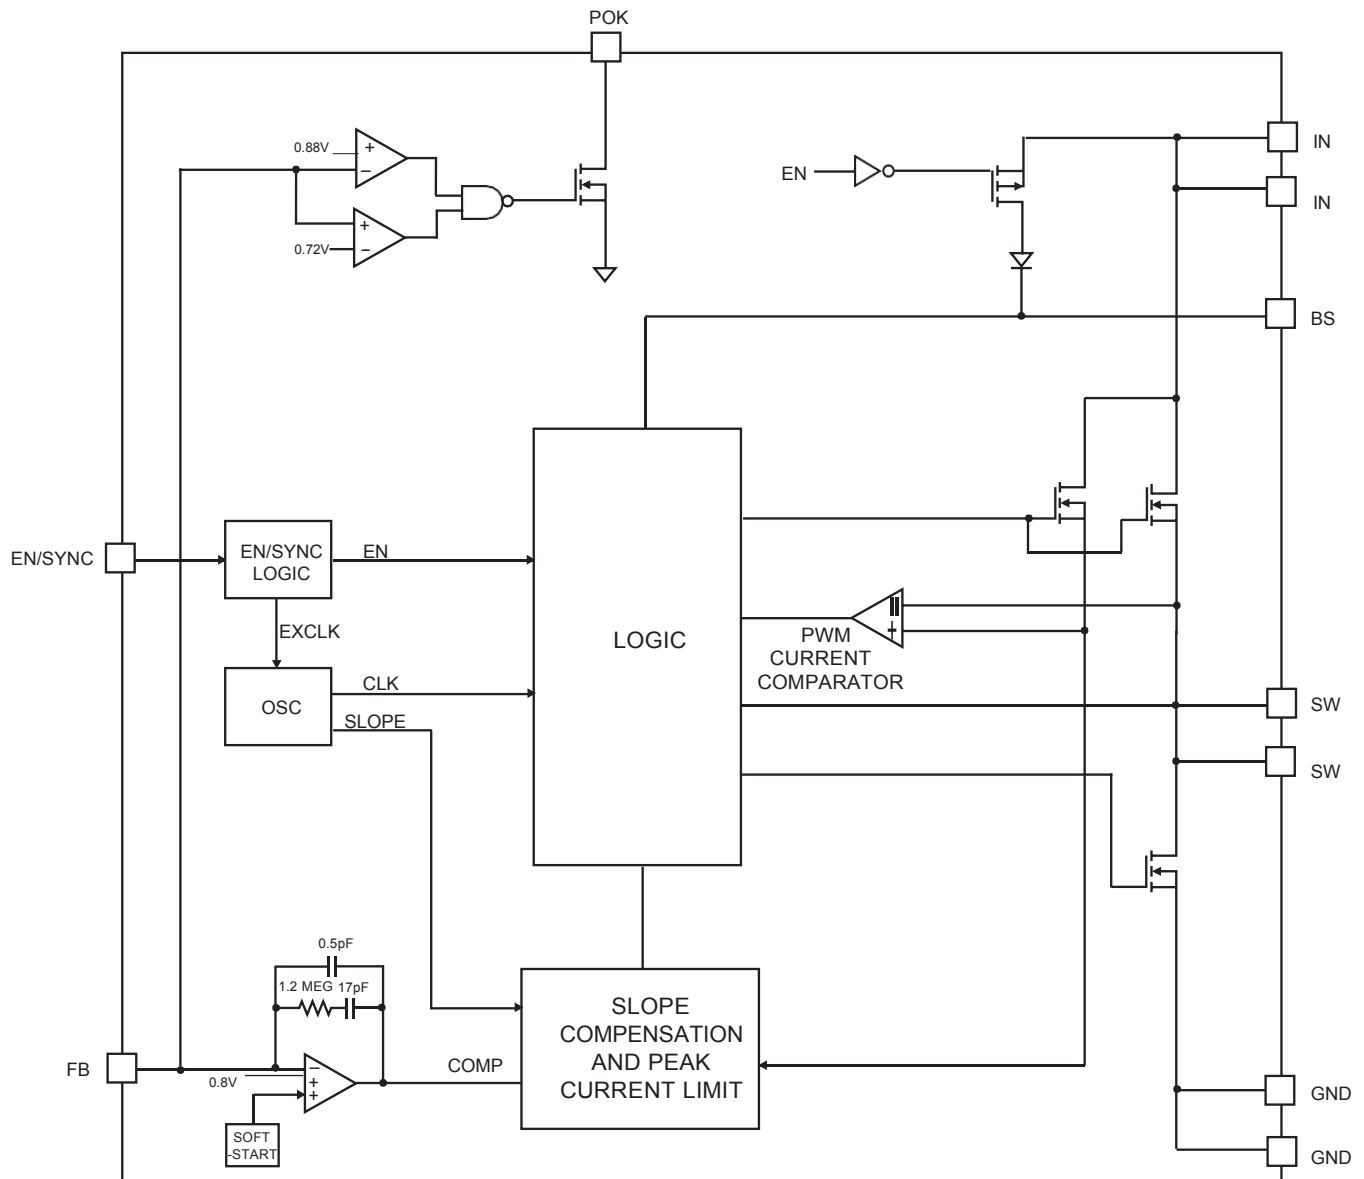 POK
IN
0.88V
+
−
EN
IN
+
0.72V
−
BS
EN/SYNC
EN/SYNC
LOGIC
EN
EXCLK
LOGIC
PWM
CURRENT
COMPARATOR
CLK
OSC
SLOPE
SW
SW
0.5pF
1.2 MEG 17pF
SLOPE
COMPENSATION
AND PEAK
CURRENT LIMIT
FB
−
0.8V
+
+
COMP
SOFT
-START
GND
GND